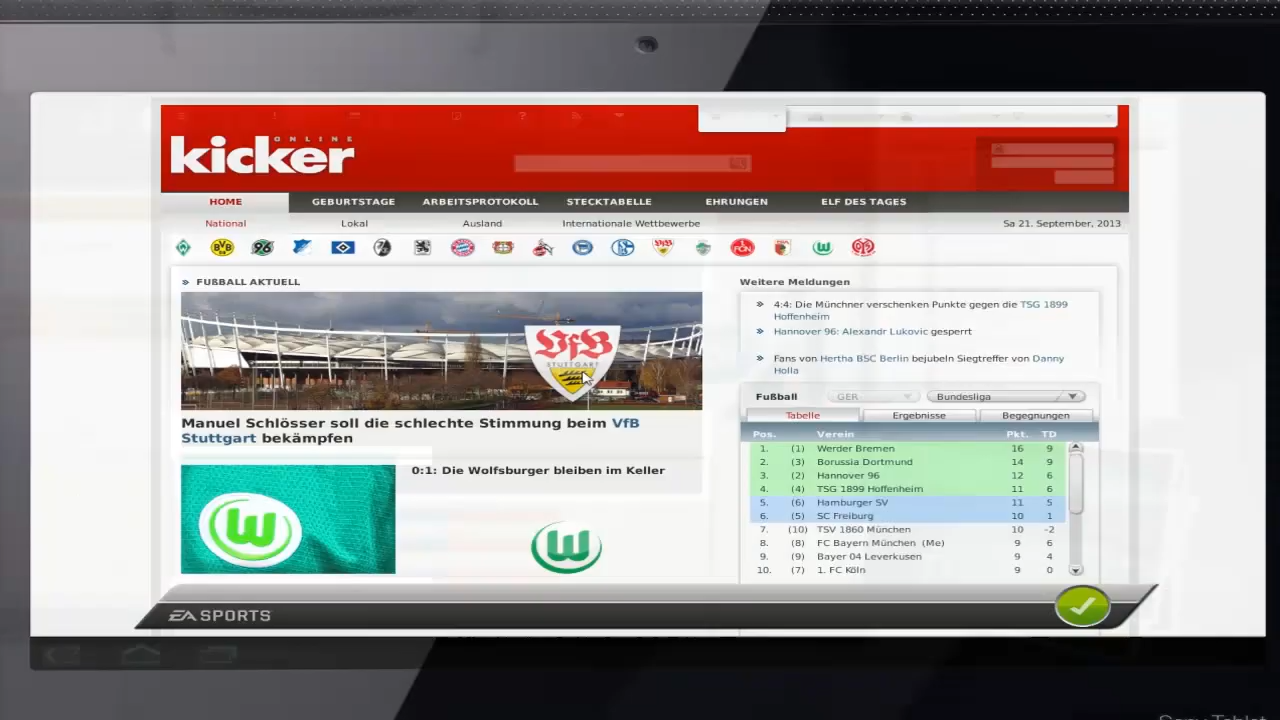 ONLINE
kicker
HOME GEBURTSTAGE ARBEITSPROTOKOLL STECKTABELLE EHRUNGEN ELF DES TAGES
National Lokal Ausland Internationale Wettbewerbe Sa 21. September, 2013
» FUßBALL AKTUELL
VfB
STUTTGART
Manuel Schlösser soll die schlechte Stimmung beim VfB
Stuttgart bekämpfen
0:1: Die Wolfsburger bleiben im Keller
Weitere Meldungen
» 4:4: Die Münchner verschenken Punkte gegen die TSG 1899
Hoffenheim
» Hannover 96: Alexandr Lukovic gesperrt
» Fans von Hertha BSC Berlin bejubeln Siegtreffer von Danny
Holla
Fußball GER Bundesliga
Tabelle Ergebnisse Begegnungen
Pos. Verein Pkt. TD
1. (1) Werder Bremen 16 9
2. (3) Borussia Dortmund 14 9
3. (2) Hannover 96 12 6
4. (4) TSG 1899 Hoffenheim 11 6
5. (6) Hamburger SV 11 5
6. (5) SC Freiburg 10 1
7. (10) TSV 1860 München 10 -2
8. (8) FC Bayern München (Me) 9 6
9. (9) Bayer 04 Leverkusen 9 4
10. (7) 1. FC Köln 9 0
EA SPORTS